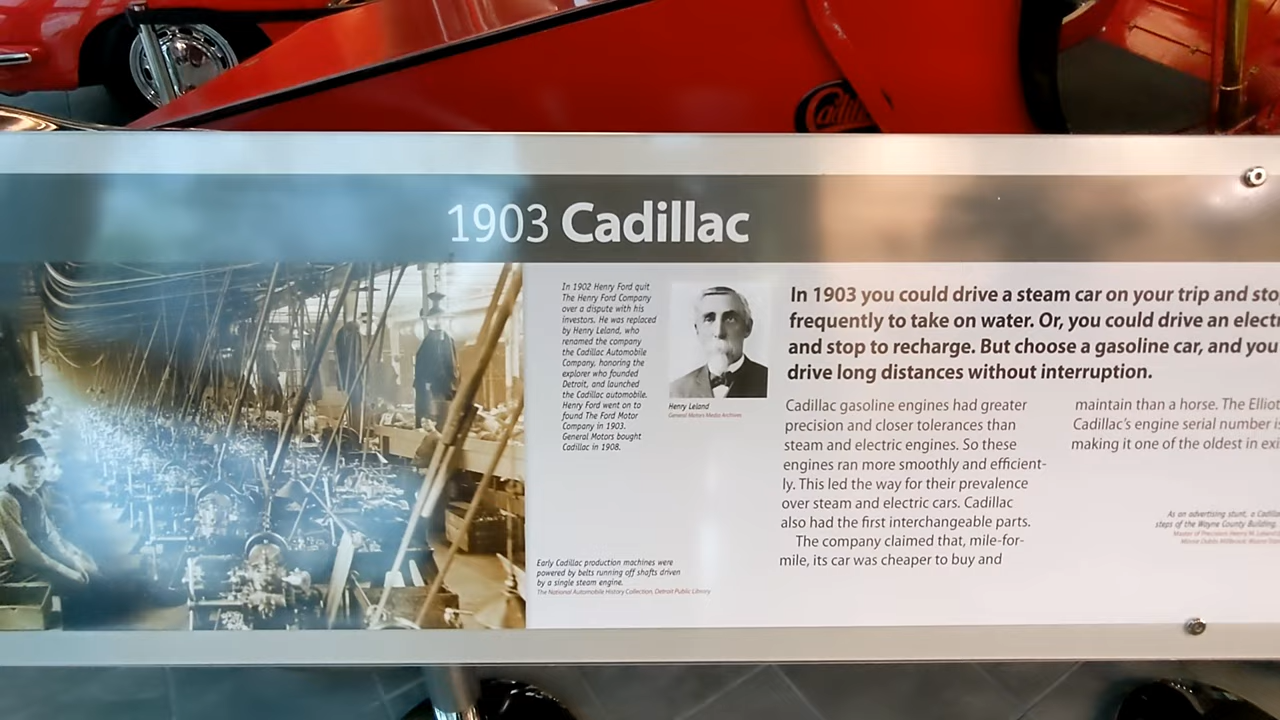 Cadillac
1903 Cadillac
In 1902 Henry Ford quit
The Henry Ford Company
over a dispute with his
investors. He was replaced
by Henry Leland, who
renamed the company
the Cadillac Automobile
Company, honoring the
explorer who founded
Detroit, and launched
the Cadillac automobile.
Henry Ford went on to
found The Ford Motor
Company in 1903.
General Motors bought
Cadillac in 1908.
Henry Leland
General Motors Media Archives
Early Cadillac production machines were
powered by belts running off shafts driven
by a single steam engine.
The National Automobile History Collection, Detroit Public Library
In 1903 you could drive a steam car on your trip and sto
frequently to take on water. Or, you could drive an electr
and stop to recharge. But choose a gasoline car, and you
drive long distances without interruption.
Cadillac gasoline engines had greater
precision and closer tolerances than
steam and electric engines. So these
engines ran more smoothly and efficient-
ly. This led the way for their prevalence
over steam and electric cars. Cadillac
also had the first interchangeable parts.
The company claimed that, mile-for-
mile, its car was cheaper to buy and
maintain than a horse. The Elliot
Cadillac's engine serial number is
making it one of the oldest in exi
As an advertising stunt, a Cadilla
steps of the Wayne County Building,
Master of Precision Henry M. Leland